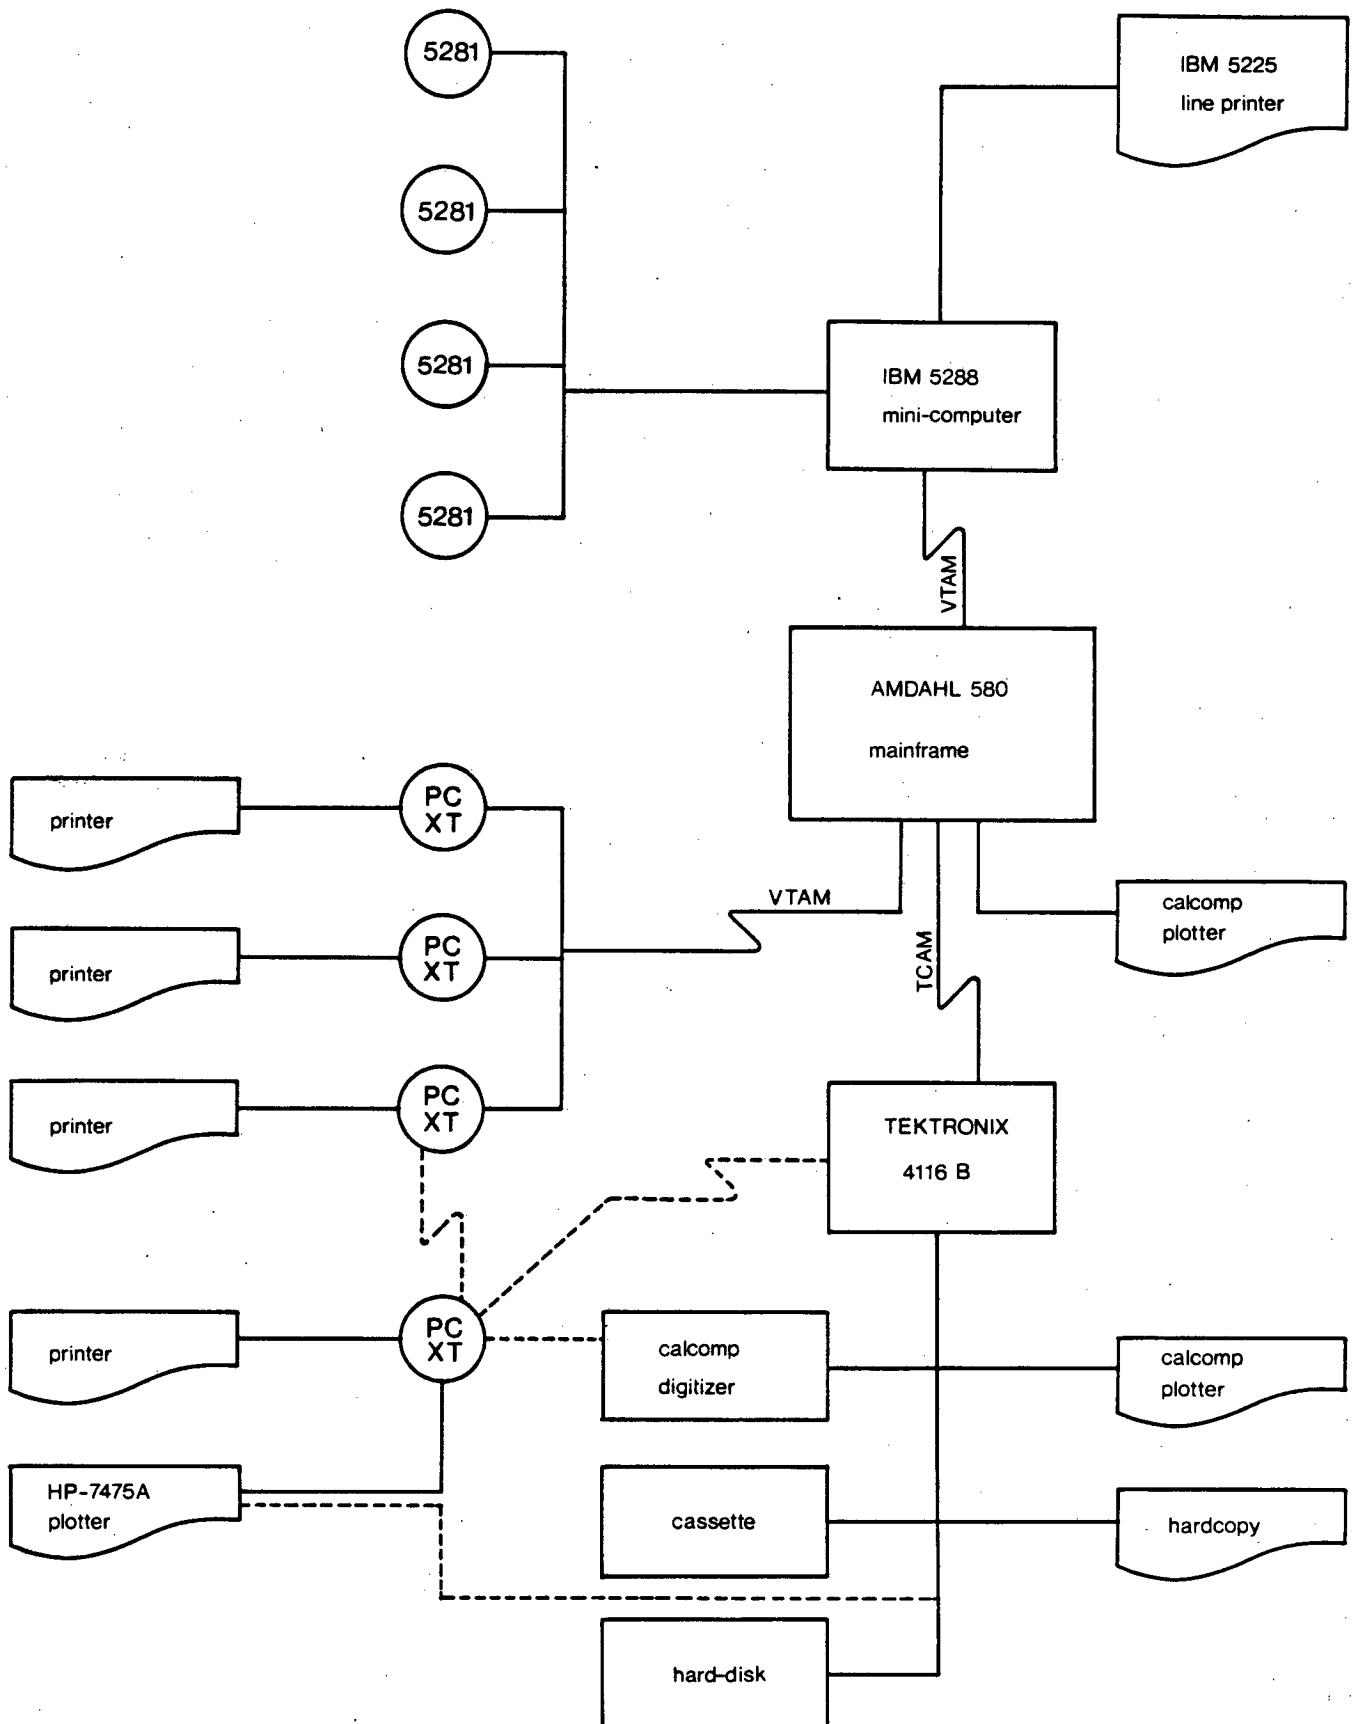 5281
IBM 5225
line printer
5281
5281
IBM 5288
mini-computer
5281
VTAM
AMDAHL 580
mainframe
printer
PC
XT
VTAM
calcomp
plotter
printer
PC
XT
TCAM
printer
PC
XT
TEKTRONIX
4116 B
printer
PC
XT
calcomp
digitizer
calcomp
plotter
HP-7475A
plotter
cassette
hardcopy
hard-disk